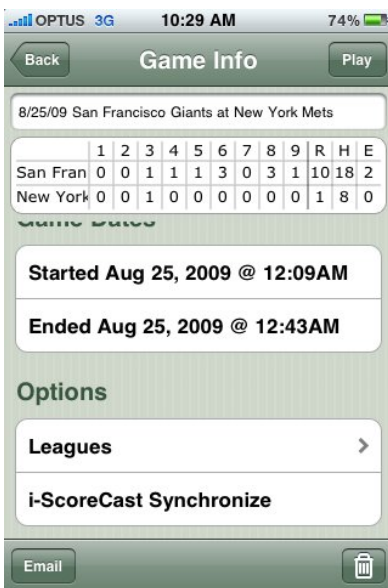 OPTUS 3G 10:29 AM 74%
Back Game Info Play
8/25/09 San Francisco Giants at New York Mets
1 2 3 4 5 6 7 8 9 R H E
San Fran 0 0 1 1 1 3 0 3 1 10 18 2
New York 0 0 1 0 0 0 0 0 0 1 8 0
Game Dates
Started Aug 25, 2009 @ 12:09AM
Ended Aug 25, 2009 @ 12:43AM
Options
Leagues
i-ScoreCast Synchronize
Email